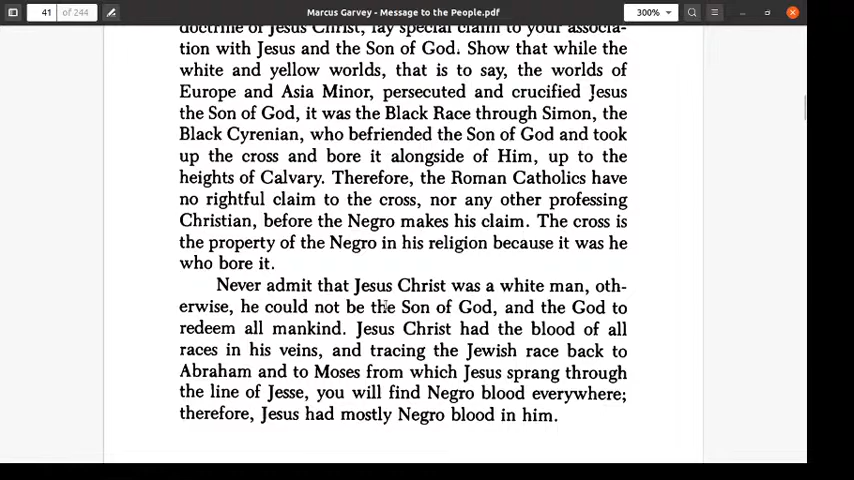 Marcus Garvey - Message to the People.pdf
41 of 244
300%
doctrine of Jesus Christ, lay special claim to your associa-
tion with Jesus and the Son of God. Show that while the
white and yellow worlds, that is to say, the worlds of
Europe and Asia Minor, persecuted and crucified Jesus
the Son of God, it was the Black Race through Simon, the
Black Cyrenian, who befriended the Son of God and took
up the cross and bore it alongside of Him, up to the
heights of Calvary. Therefore, the Roman Catholics have
no rightful claim to the cross, nor any other professing
Christian, before the Negro makes his claim. The cross is
the property of the Negro in his religion because it was he
who bore it.
Never admit that Jesus Christ was a white man, oth-
erwise, he could not be the Son of God, and the God to
redeem all mankind. Jesus Christ had the blood of all
races in his veins, and tracing the Jewish race back to
Abraham and to Moses from which Jesus sprang through
the line of Jesse, you will find Negro blood everywhere;
therefore, Jesus had mostly Negro blood in him.